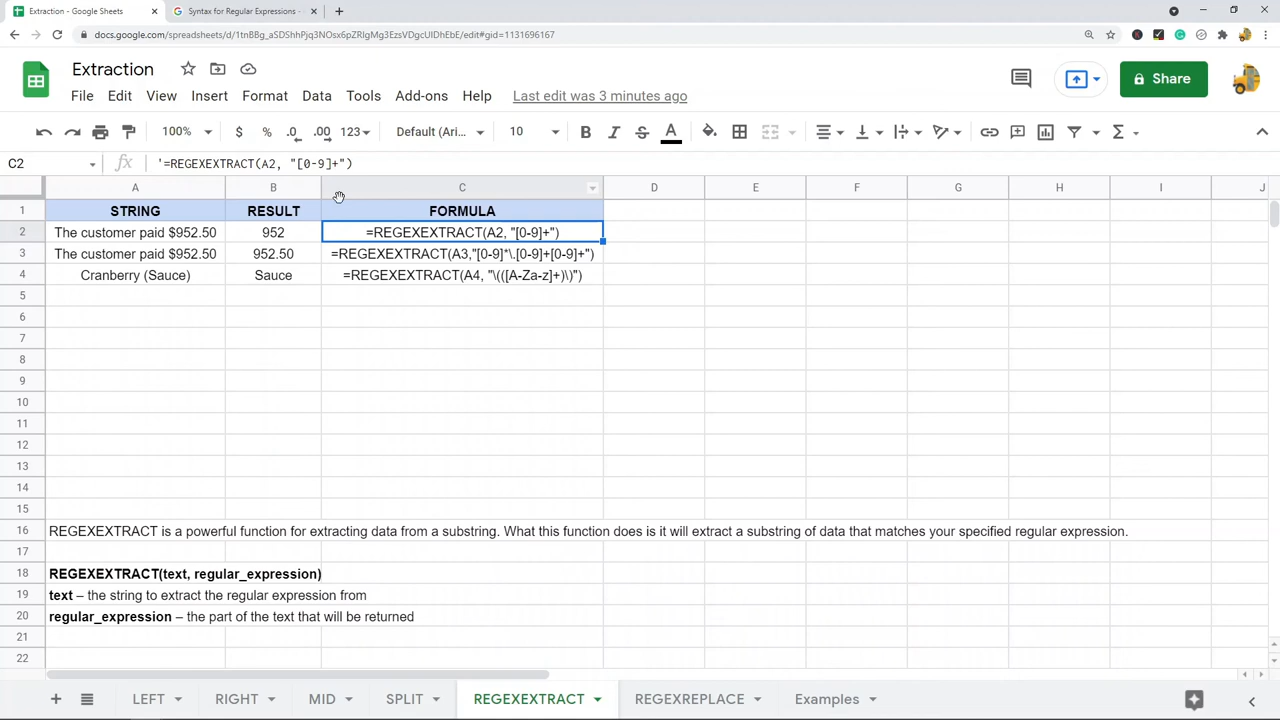 Extraction - Google Sheets
Syntax for Regular Expressions -
docs.google.com/spreadsheets/d/1tn88g_aSDShhPjq3NOsx6pZRlgMg3EzsVDgcUIDhEbE/edit#gid=1131696167
Extraction
File Edit View Insert Format Data Tools Add-ons Help Last edit was 3 minutes ago
Share
100% $ % .0 .00 123 Default (Ari... 10 B I S A
C2 fx '=REGEXEXTRACT(A2, "[0-9]+")
A B C D E F G H I J
1 STRING RESULT FORMULA
2 The customer paid $952.50 952 =REGEXEXTRACT(A2, "[0-9]+")
3 The customer paid $952.50 952.50 =REGEXEXTRACT(A3,"[0-9]*\.[0-9]+[0-9]+")
4 Cranberry (Sauce) Sauce =REGEXEXTRACT(A4, "\(([A-Za-z]+)\)")
5
6
7
8
9
10
11
12
13
14
15
16 REGEXEXTRACT is a powerful function for extracting data from a substring. What this function does is it will extract a substring of data that matches your specified regular expression.
17
18 REGEXEXTRACT(text, regular_expression)
19 text – the string to extract the regular expression from
20 regular_expression – the part of the text that will be returned
21
22
LEFT RIGHT MID SPLIT REGEXEXTRACT REGEXREPLACE Examples